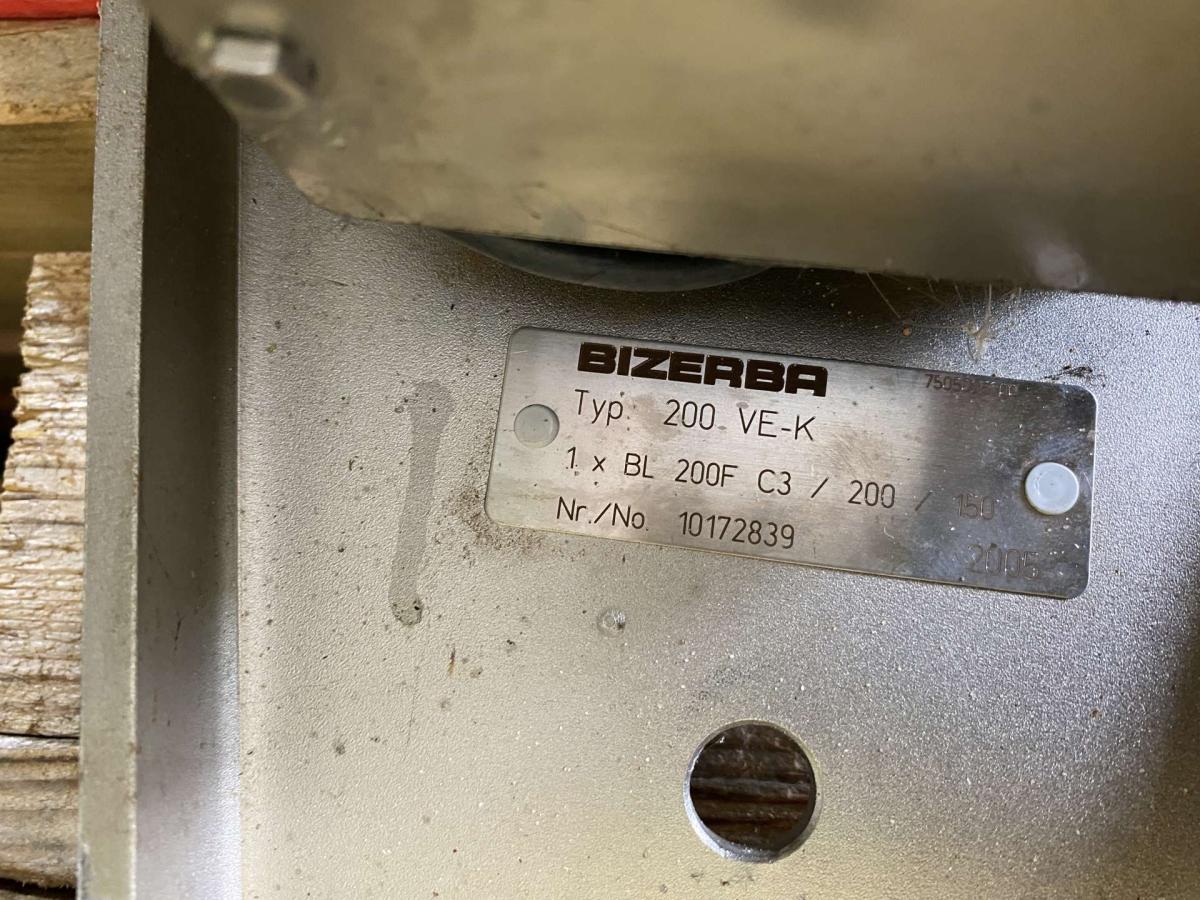 BIZERBA
Typ: 200 VE-K
1 x BL 200F C3 / 200 / 150
Nr./No. 10172839
2005